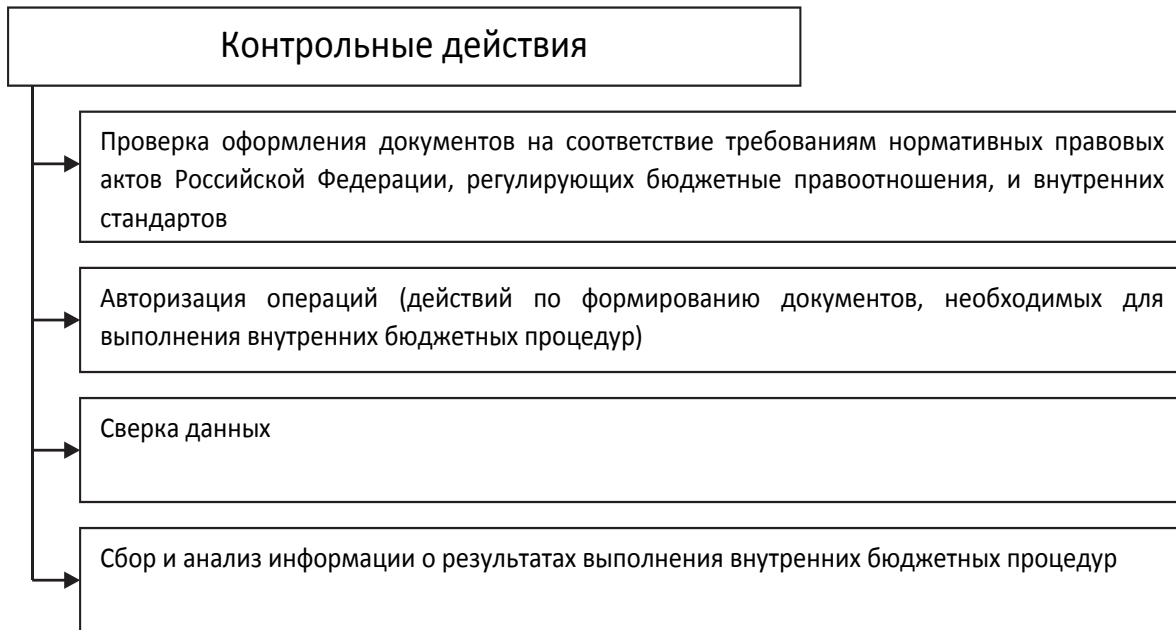 Контрольные действия
Проверка оформления документов на соответствие требованиям нормативных правовых
актов Российской Федерации, регулирующих бюджетные правоотношения, и внутренних
стандартов
Авторизация операций (действий по формированию документов, необходимых для
выполнения внутренних бюджетных процедур)
Сверка данных
Сбор и анализ информации о результатах выполнения внутренних бюджетных процедур